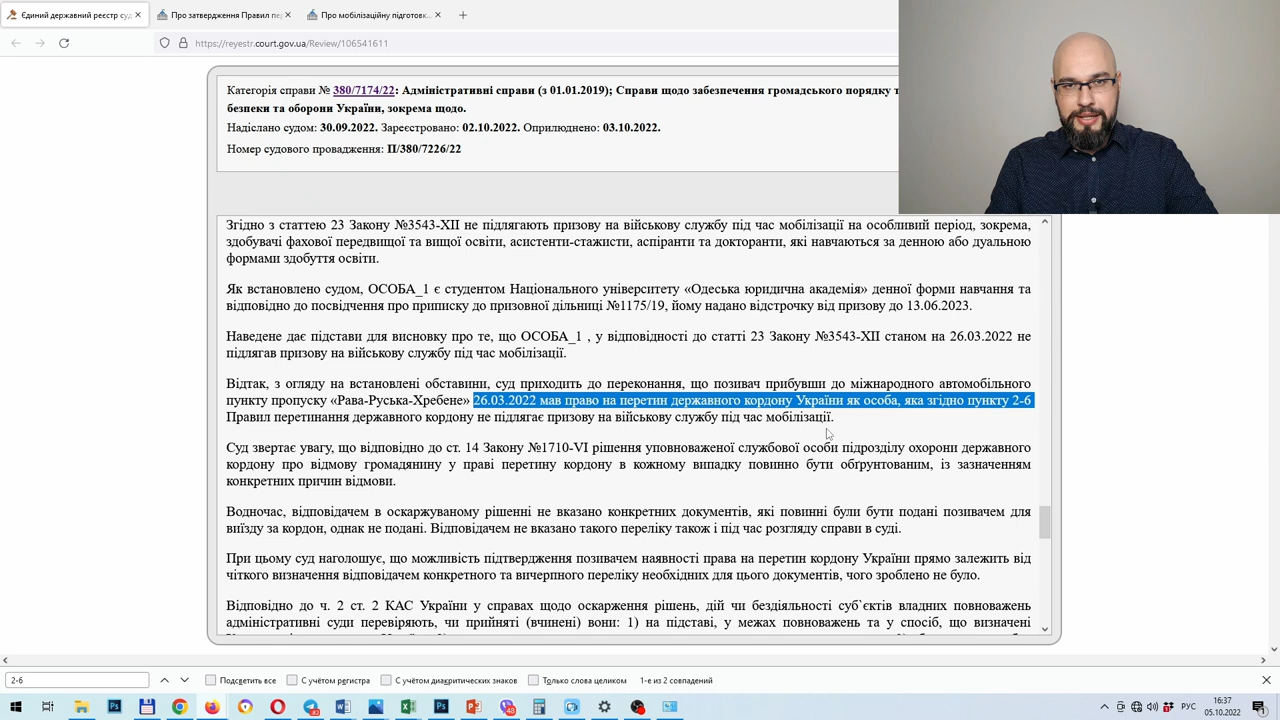 Єдиний державний реєстр суд
Про затвердження Правил пе
Про мобілізаційну підготовк
https://reyestr.court.gov.ua/Review/106541611
Категорія справи № 380/7174/22: Адміністративні справи (з 01.01.2019); Справи щодо забезпечення громадського порядку т
безпеки та оборони України, зокрема щодо.
Надіслано судом: 30.09.2022. Зареєстровано: 02.10.2022. Оприлюднено: 03.10.2022.
Номер судового провадження: П/380/7226/22
Згідно з статтею 23 Закону №3543-XII не підлягають призову на військову службу під час мобілізації на особливий період, зокрема,
здобувачі фахової передвищої та вищої освіти, асистенти-стажисти, аспіранти та докторанти, які навчаються за денною або дуальною
формами здобуття освіти.
Як встановлено судом, ОСОБА_1 є студентом Національного університету «Одеська юридична академія» денної форми навчання та
відповідно до посвідчення про приписку до призовної дільниці №1175/19, йому надано відстрочку від призову до 13.06.2023.
Наведене дає підстави для висновку про те, що ОСОБА_1 , у відповідності до статті 23 Закону №3543-XII станом на 26.03.2022 не
підлягав призову на військову службу під час мобілізації.
Відтак, з огляду на встановлені обставини, суд приходить до переконання, що позивач прибувши до міжнародного автомобільного
пункту пропуску «Рава-Руська-Хребене» 26.03.2022 мав право на перетин державного кордону України як особа, яка згідно пункту 2-6
Правил перетинання державного кордону не підлягає призову на військову службу під час мобілізації.
Суд звертає увагу, що відповідно до ст. 14 Закону №1710-VI рішення уповноваженої службової особи підрозділу охорони державного
кордону про відмову громадянину у праві перетину кордону в кожному випадку повинно бути обґрунтованим, із зазначенням
конкретних причин відмови.
Водночас, відповідачем в оскаржуваному рішенні не вказано конкретних документів, які повинні були бути подані позивачем для
виїзду за кордон, однак не подані. Відповідачем не вказано такого переліку також і під час розгляду справи в суді.
При цьому суд наголошує, що можливість підтвердження позивачем наявності права на перетин кордону України прямо залежить від
чіткого визначення відповідачем конкретного та вичерпного переліку необхідних для цього документів, чого зроблено не було.
Відповідно до ч. 2 ст. 2 КАС України у справах щодо оскарження рішень, дій чи бездіяльності суб`єктів владних повноважень
адміністративні суди перевіряють, чи прийняті (вчинені) вони: 1) на підставі, у межах повноважень та у спосіб, що визначені
2-6
Подсветить все
С учётом регистра
С учётом диакритических знаков
Только слова целиком
1-е из 2 совпадений
48
РУС
16:37
05.10.2022
1